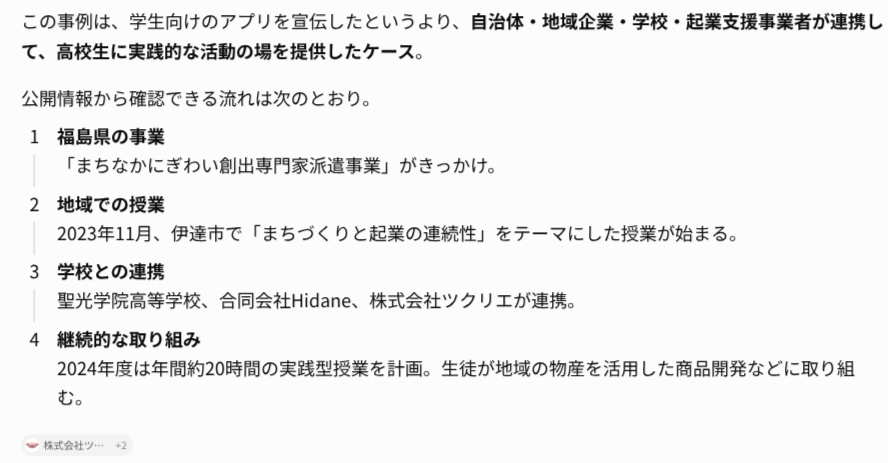 この事例は、学生向けのアプリを宣伝したというより、自治体・地域企業・学校・起業支援事業者が連携し
て、高校生に実践的な活動の場を提供したケース。
公開情報から確認できる流れは次のとおり。
1 福島県の事業
「まちなかにぎわい創出専門家派遣事業」がきっかけ。
2 地域での授業
2023年11月、伊達市で「まちづくりと起業の連続性」をテーマにした授業が始まる。
3 学校との連携
聖光学院高等学校、合同会社Hidane、株式会社ツクリエが連携。
4 継続的な取り組み
2024年度は年間約20時間の実践型授業を計画。生徒が地域の物産を活用した商品開発などに取り組
む。
株式会社ツ… +2